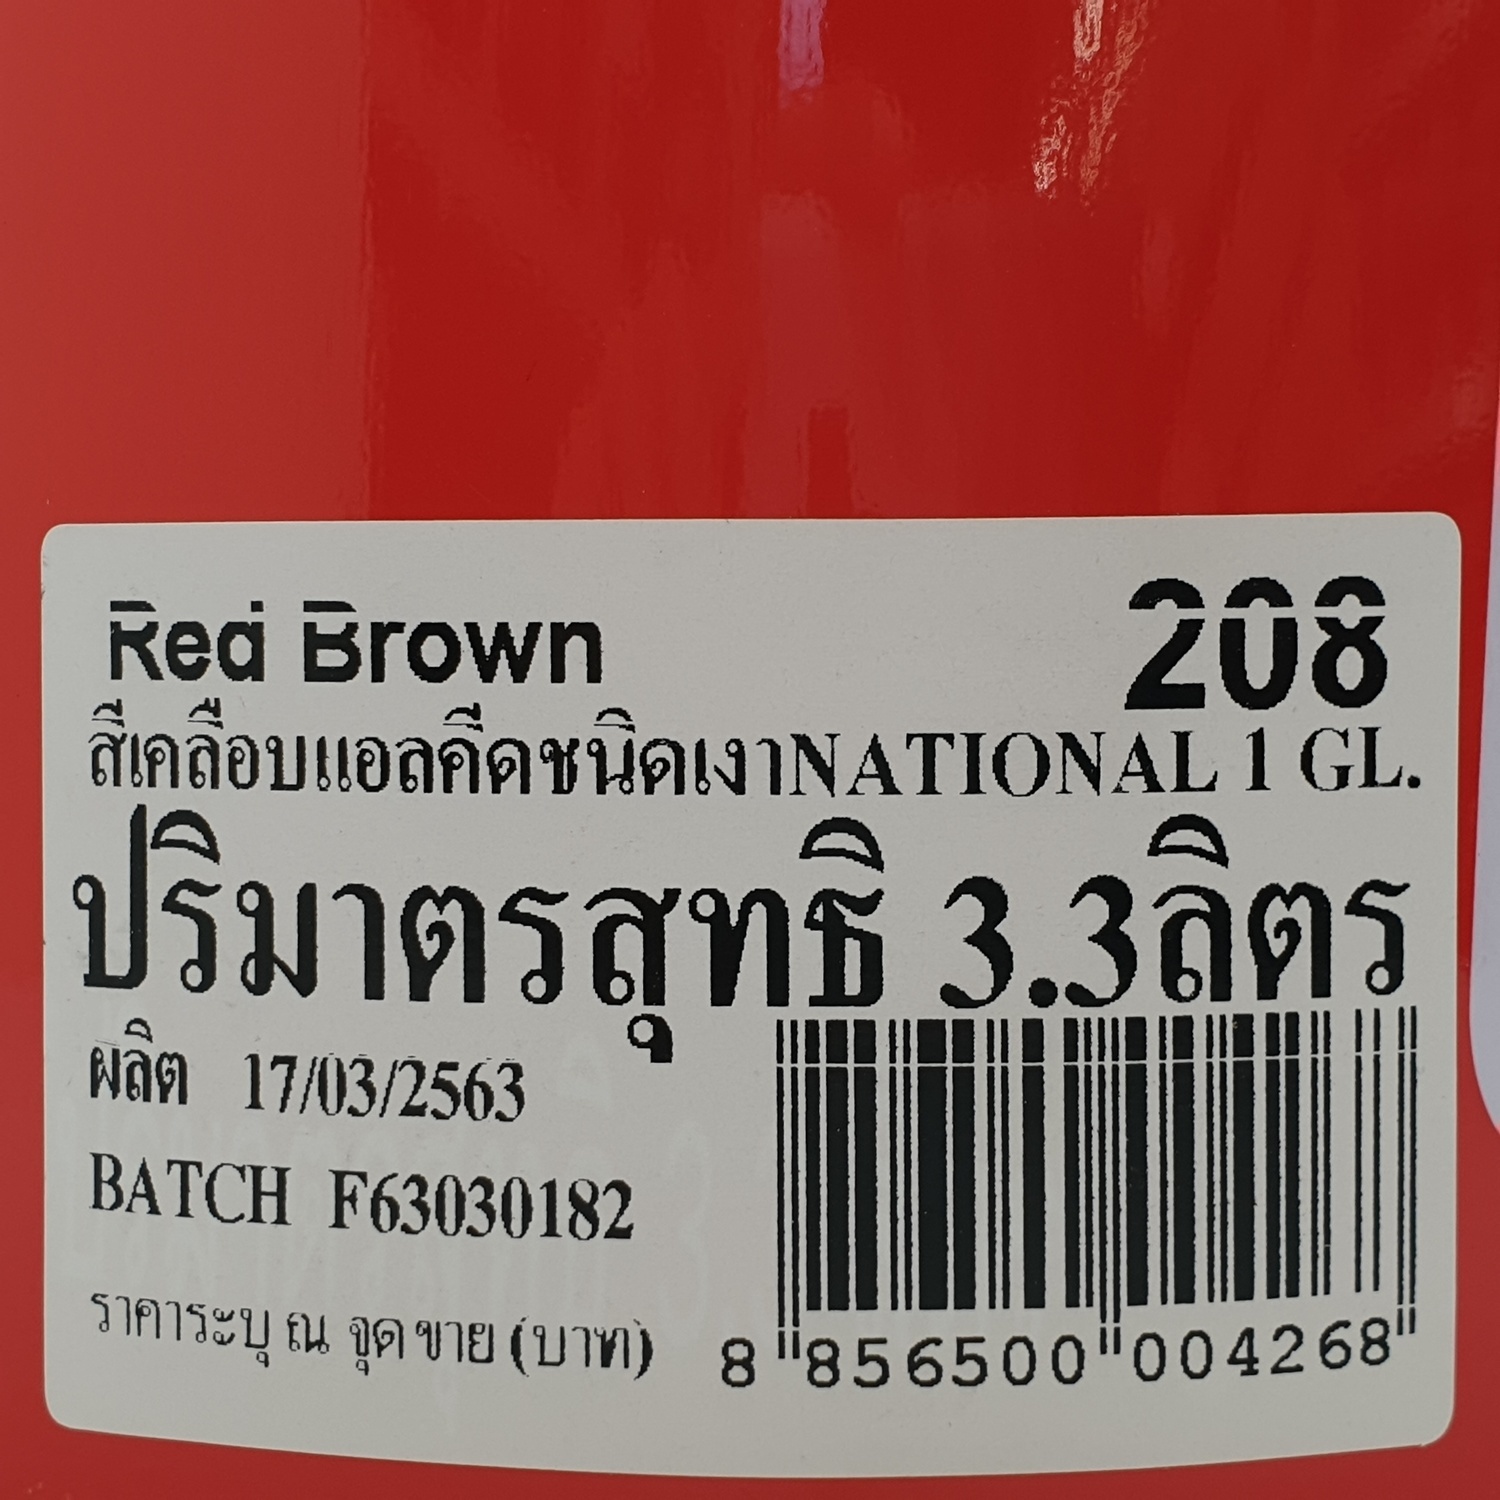 Red Brown 208
สีเคลือบแอลคีดชนิดเงาNATIONAL 1 GL.
ปริมาตรสุทธิ 3.3ลิตร
ผลิต 17/03/2563
BATCH F63030182
ราคาระบุ ณ จุดขาย (บาท)
8 856500 004268